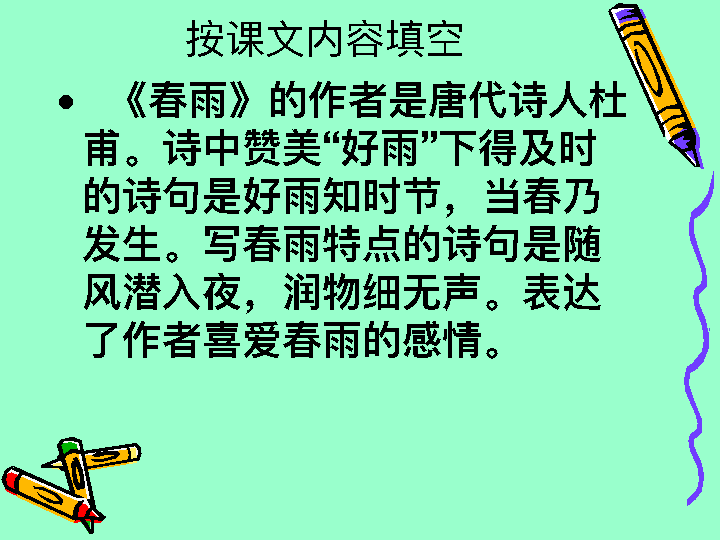 按课文内容填空
• 《春雨》的作者是唐代诗人杜
甫。诗中赞美“好雨”下得及时
的诗句是好雨知时节，当春乃
发生。写春雨特点的诗句是随
风潜入夜，润物细无声。表达
了作者喜爱春雨的感情。